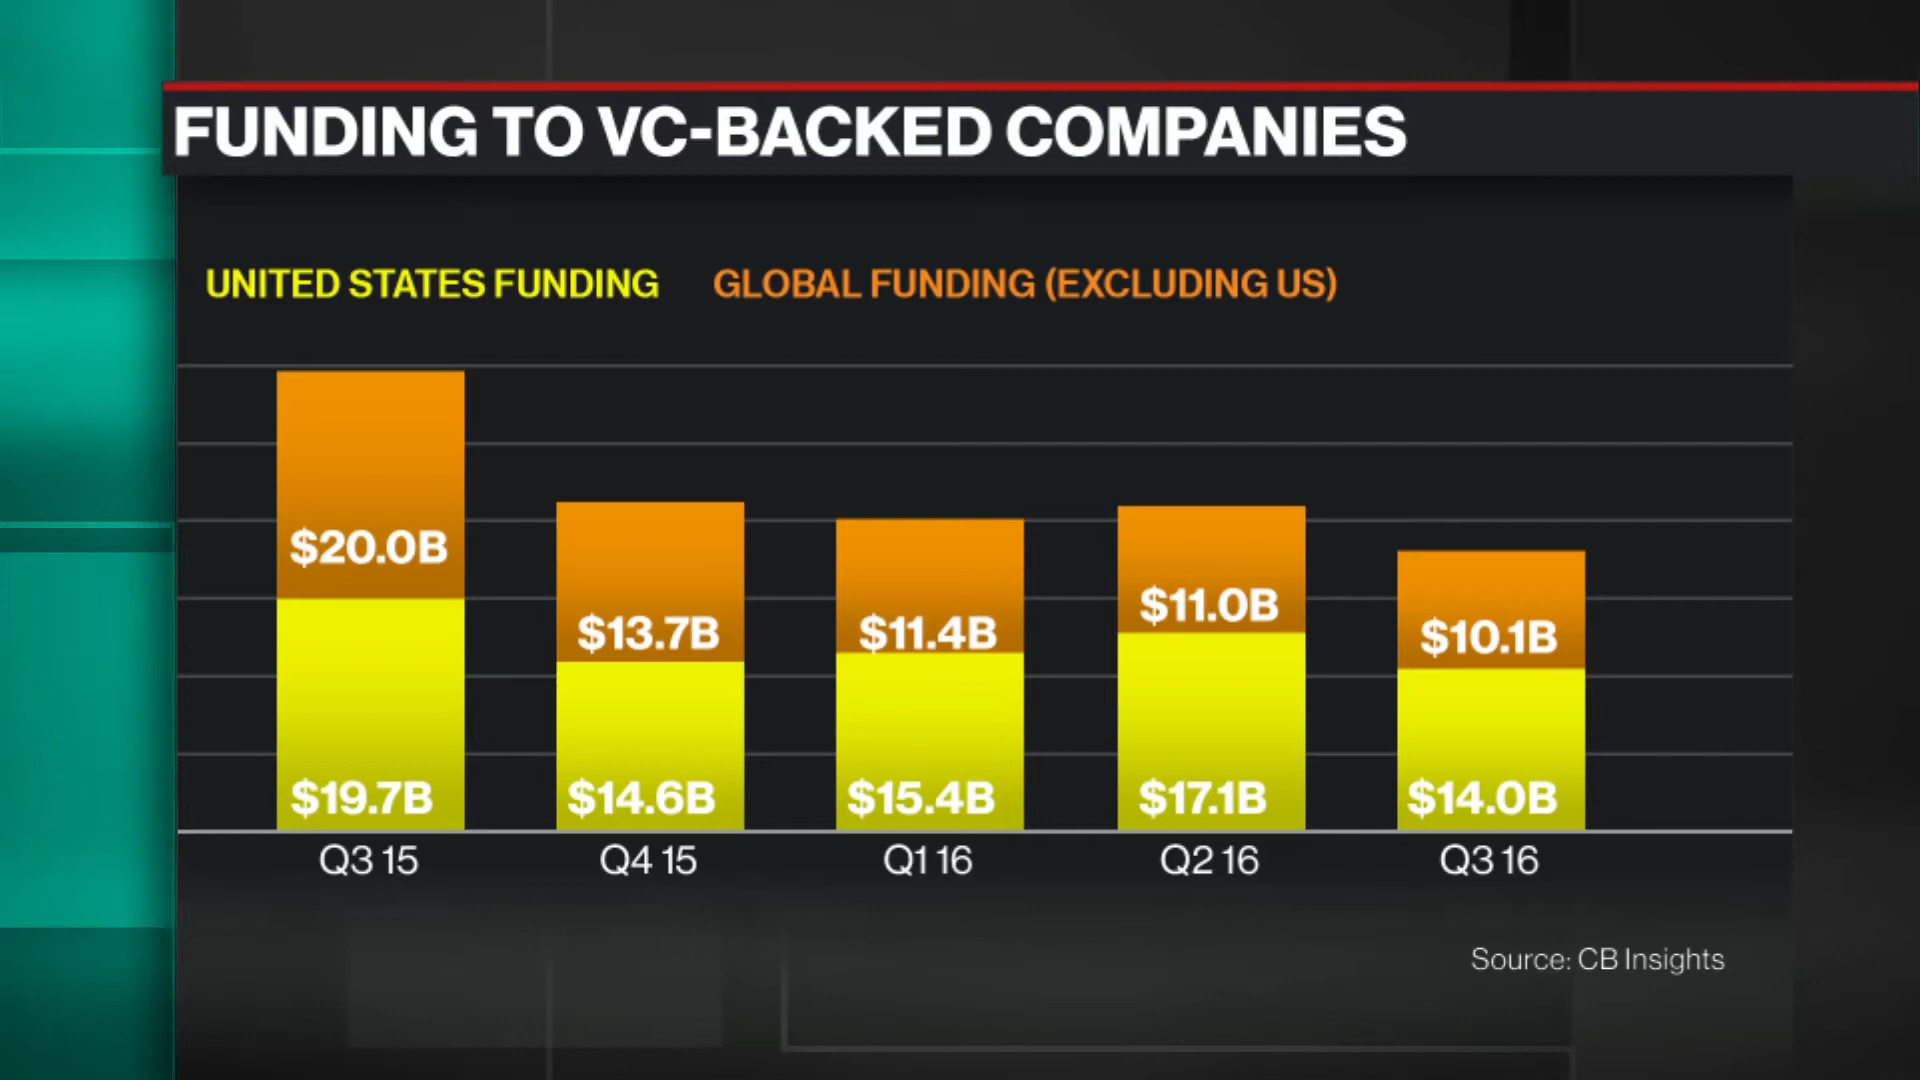 FUNDING TO VC-BACKED COMPANIES
UNITED STATES FUNDING GLOBAL FUNDING (EXCLUDING US)
$20.0B $13.7B $11.4B $11.0B $10.1B
$19.7B $14.6B $15.4B $17.1B $14.0B
Q3 15 Q4 15 Q1 16 Q2 16 Q3 16
Source: CB Insights